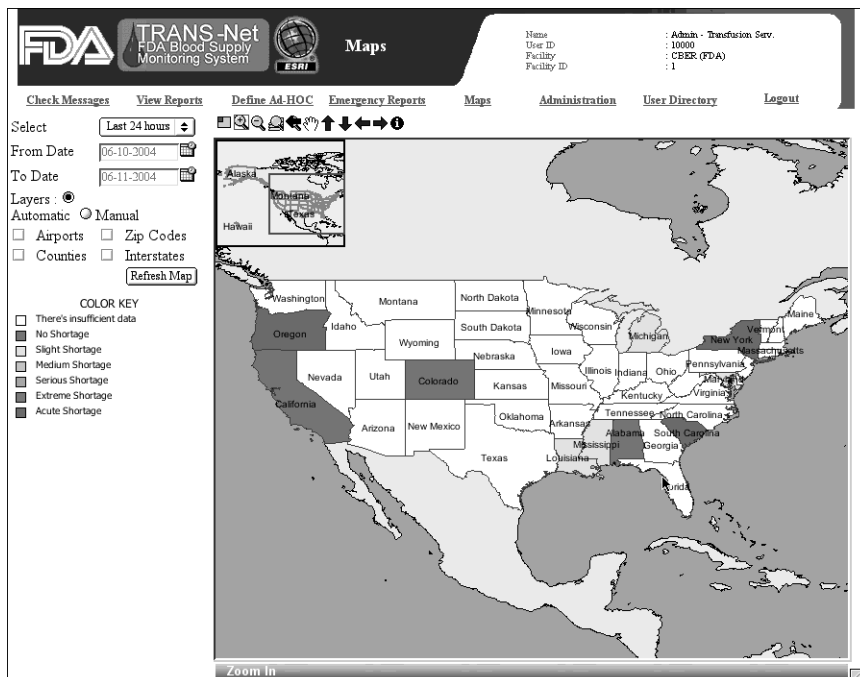 FDA
TRANS-Net
FDA Blood Supply
Monitoring System
ESRI
Maps
Name : Admin - Transfusion Serv.
User ID : 10000
Facility : CBER (FDA)
Facility ID : 1
Check Messages View Reports Define Ad-HOC Emergency Reports Maps Administration User Directory Logout
Select Last 24 hours
From Date 06-10-2004
To Date 06-11-2004
Layers :
Automatic Manual
Airports Zip Codes
Counties Interstates
Refresh Map
COLOR KEY
There's insufficient data
No Shortage
Slight Shortage
Medium Shortage
Serious Shortage
Extreme Shortage
Acute Shortage
Alaska
Montana
Texas
Hawaii
Washington Montana North Dakota Minnesota Maine
Oregon Idaho South Dakota Wisconsin Michigan Vermont
Wyoming New York
Nebraska Iowa Massachusetts
Nevada Utah Colorado Kansas Missouri Illinois Indiana Ohio Pennsylvania
Maryland
California Kentucky Virginia
Arizona New Mexico Oklahoma Arkansas Tennessee North Carolina
Texas Louisiana Mississippi Alabama Georgia South Carolina
Florida
Zoom In